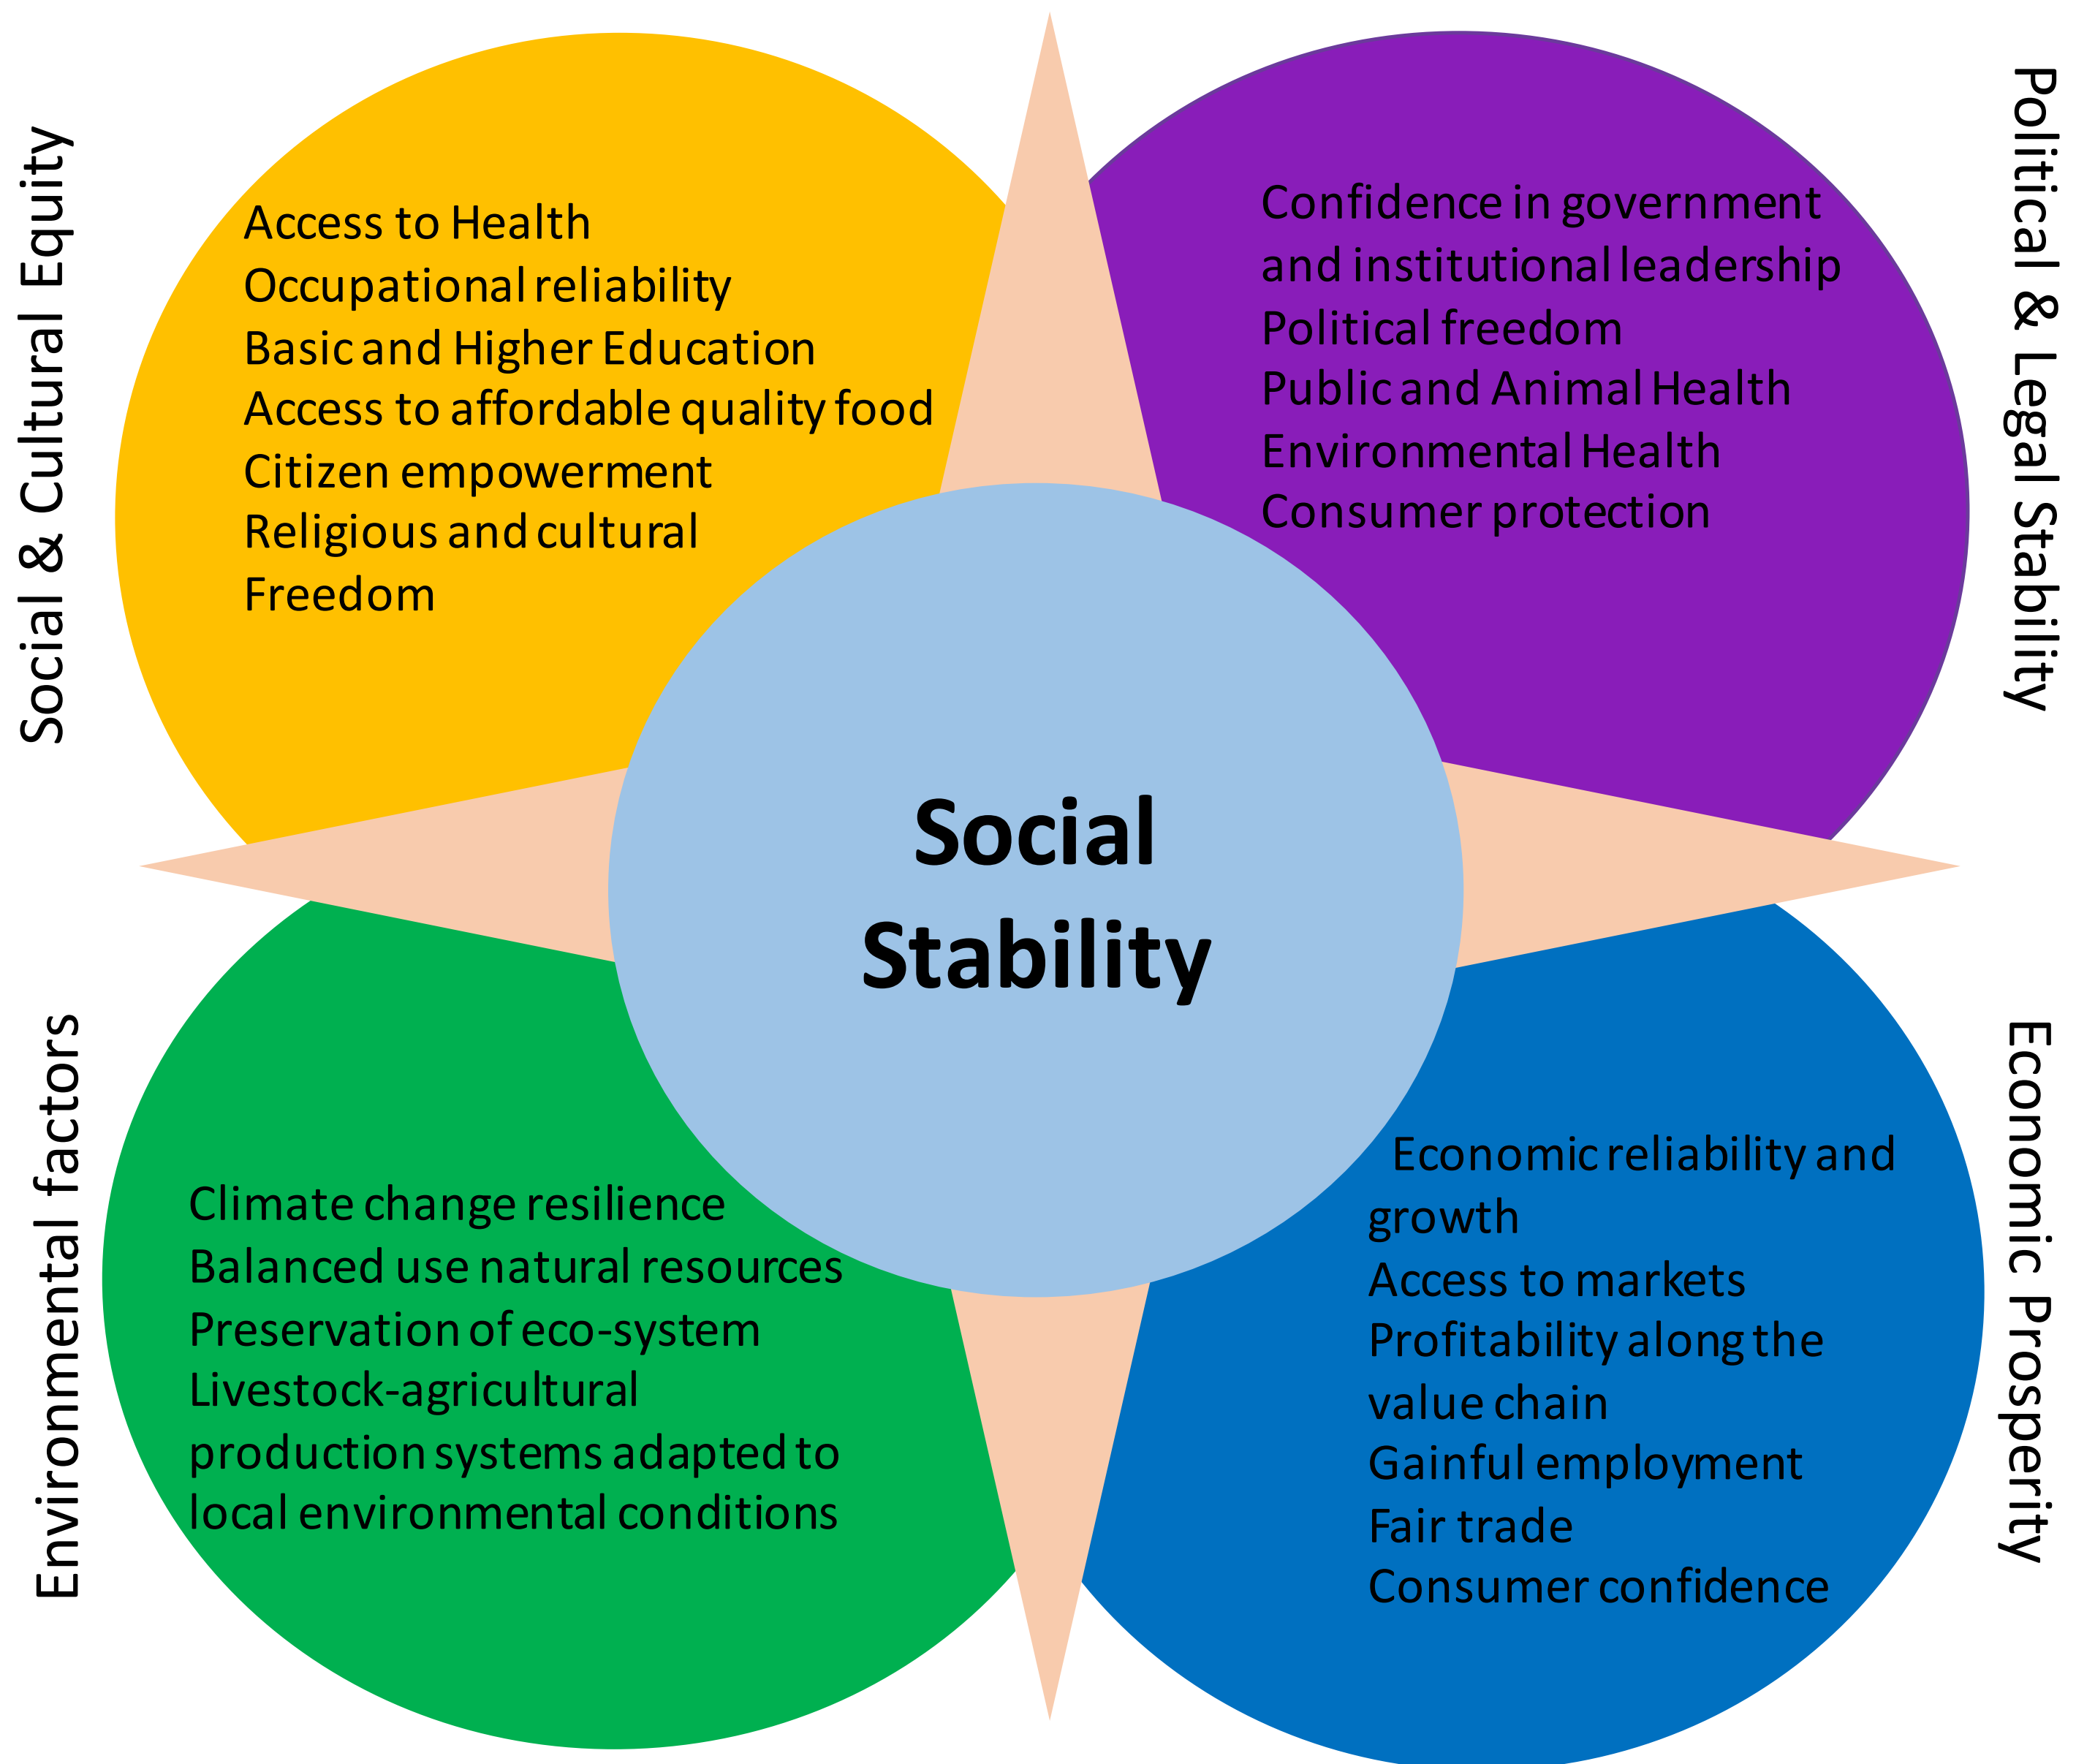 Social & Cultural Equity
Access to Health
Occupational reliability
Basic and Higher Education
Access to affordable quality food
Citizen empowerment
Religious and cultural
Freedom
Political & Legal Stability
Confidence in government
and institutional leadership
Political freedom
Public and Animal Health
Environmental Health
Consumer protection
Social
Stability
Environmental factors
Climate change resilience
Balanced use natural resources
Preservation of eco-system
Livestock-agricultural
production systems adapted to
local environmental conditions
Economic Prosperity
Economic reliability and
growth
Access to markets
Profitability along the
value chain
Gainful employment
Fair trade
Consumer confidence